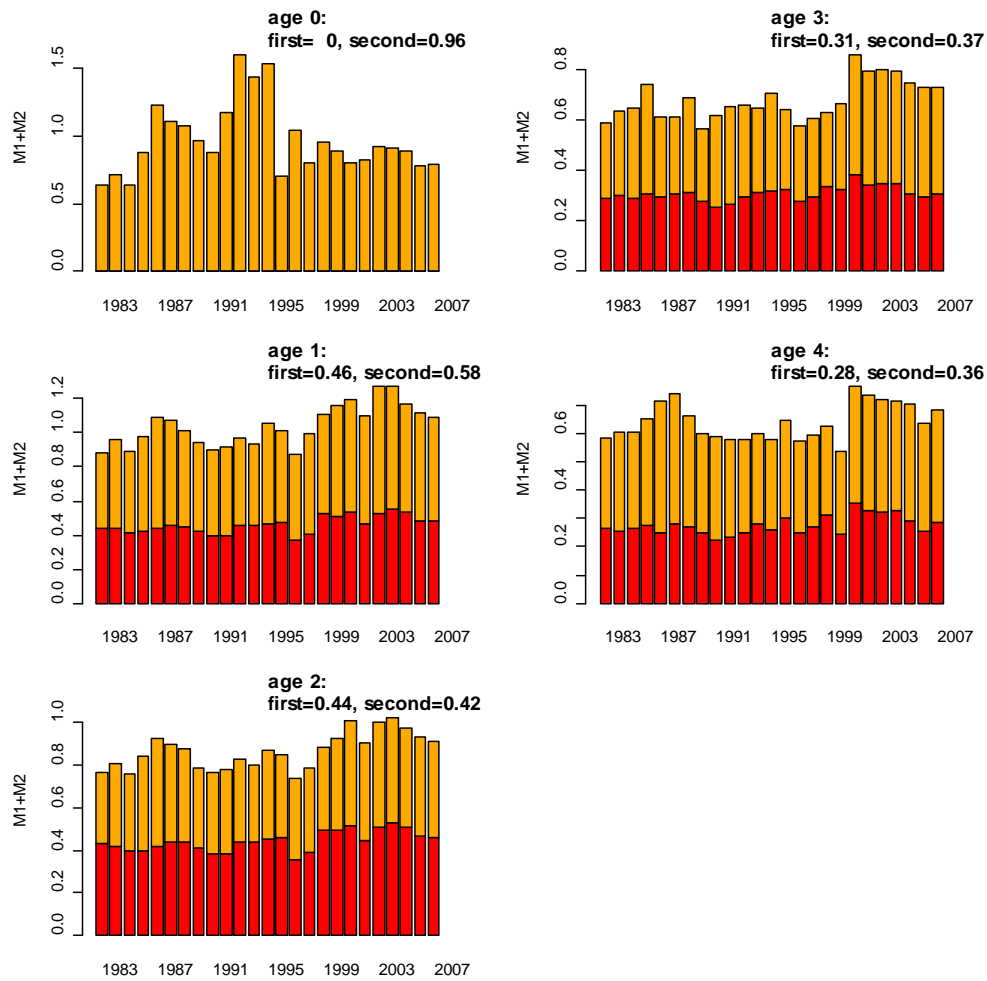 age 0:
first=  0, second=0.96
M1+M2
0.0 0.5 1.0 1.5
1983 1987 1991 1995 1999 2003 2007
age 1:
first=0.46, second=0.58
M1+M2
0.0 0.2 0.4 0.6 0.8 1.0 1.2
1983 1987 1991 1995 1999 2003 2007
age 2:
first=0.44, second=0.42
M1+M2
0.0 0.2 0.4 0.6 0.8 1.0
1983 1987 1991 1995 1999 2003 2007
age 3:
first=0.31, second=0.37
M1+M2
0.0 0.2 0.4 0.6 0.8
1983 1987 1991 1995 1999 2003 2007
age 4:
first=0.28, second=0.36
M1+M2
0.0 0.2 0.4 0.6
1983 1987 1991 1995 1999 2003 2007